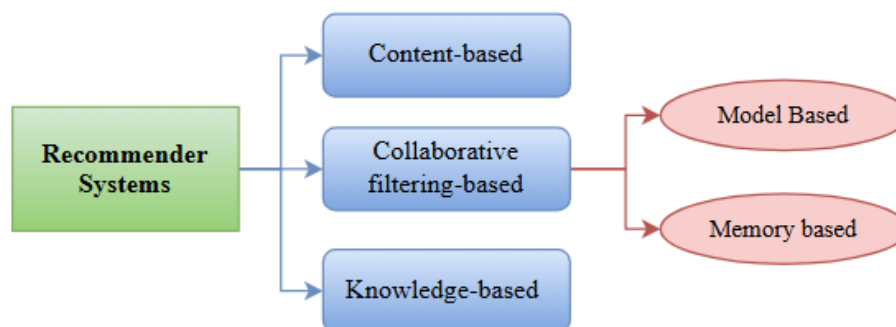 Recommender
Systems
Content-based
Collaborative
filtering-based
Knowledge-based
Model Based
Memory based